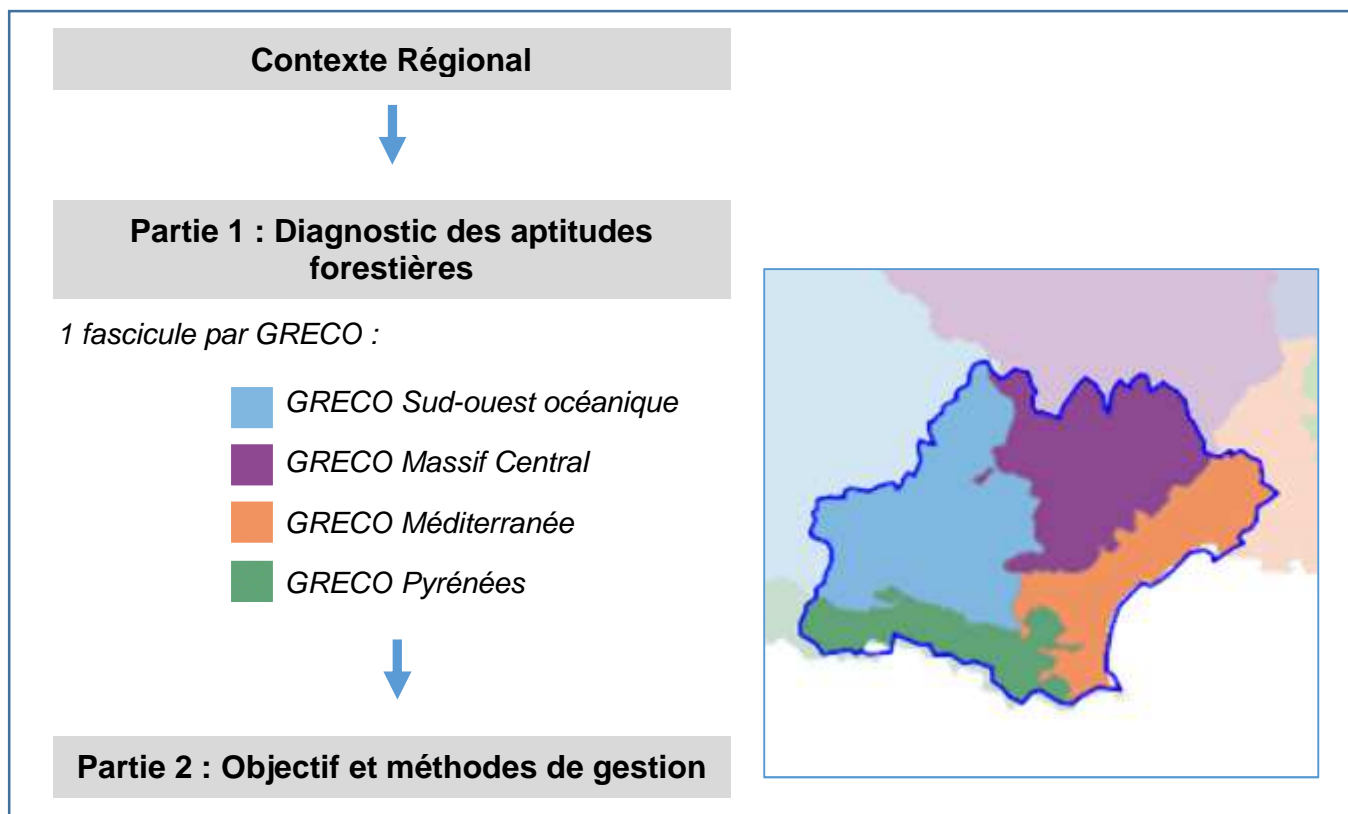 Contexte Régional
Partie 1 : Diagnostic des aptitudes
forestières
1 fascicule par GRECO :
GRECO Sud-ouest océanique
GRECO Massif Central
GRECO Méditerranée
GRECO Pyrénées
Partie 2 : Objectif et méthodes de gestion